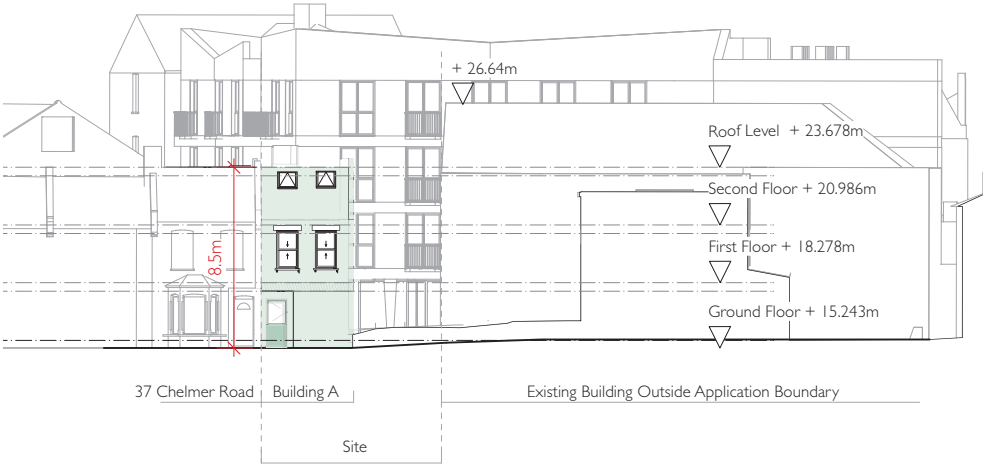 + 26.64m
Roof Level + 23.678m
Second Floor + 20.986m
8.5m
First Floor + 18.278m
Ground Floor + 15.243m
37 Chelmer Road
Building A
Existing Building Outside Application Boundary
Site